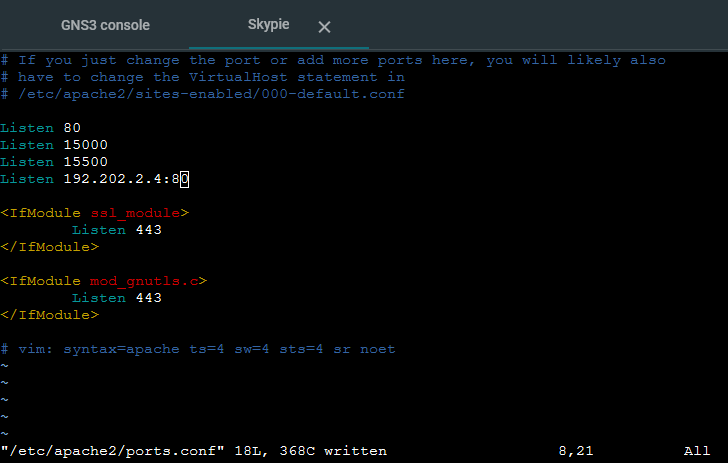 GNS3 console Skypie ×
# If you just change the port or add more ports here, you will likely also
# have to change the VirtualHost statement in
# /etc/apache2/sites-enabled/000-default.conf
Listen 80
Listen 15000
Listen 15500
Listen 192.202.2.4:80
<IfModule ssl_module>
        Listen 443
</IfModule>
<IfModule mod_gnutls.c>
        Listen 443
</IfModule>
# vim: syntax=apache ts=4 sw=4 sts=4 sr noet
~
~
~
~
~
"/etc/apache2/ports.conf" 18L, 368C written 8,21 All